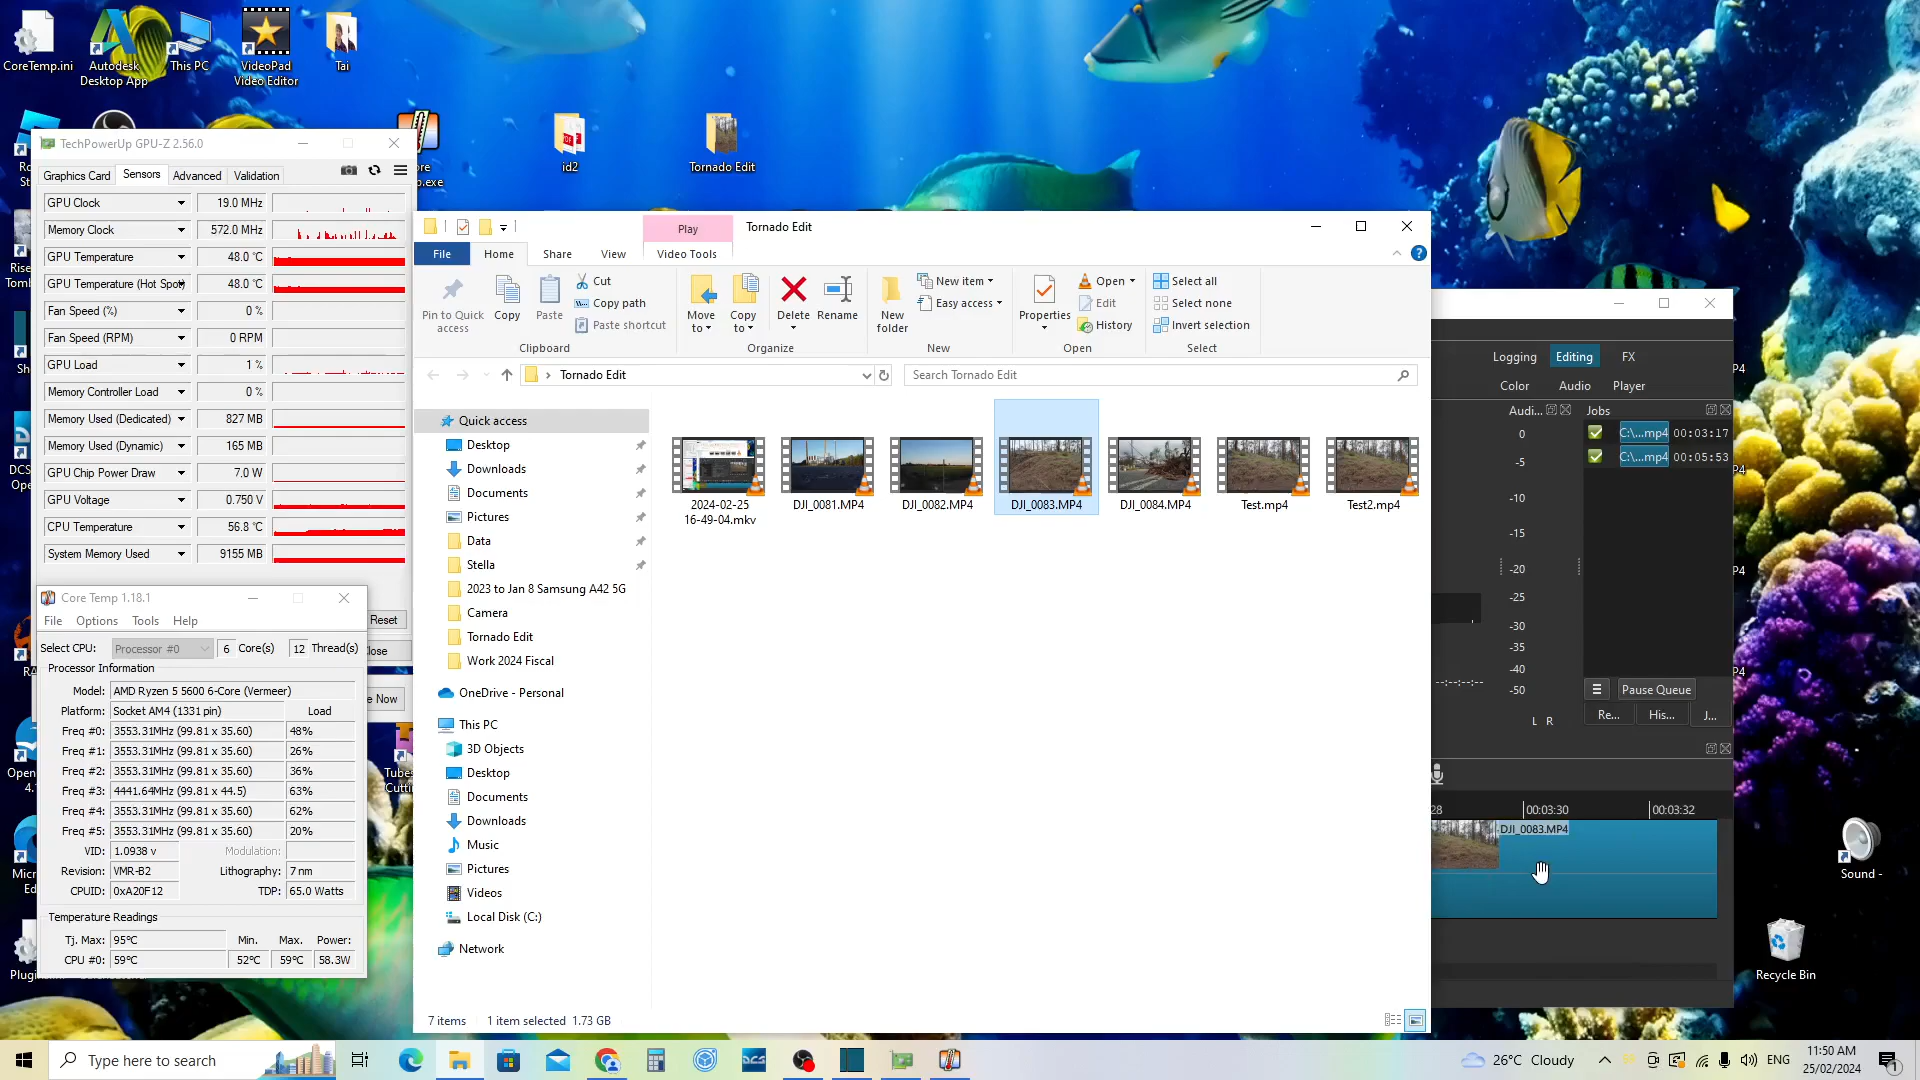 CoreTemp.ini
Autodesk
Desktop App
This PC
VideoPad
Video Editor
Tai
id2
Tornado Edit
TechPowerUp GPU-Z 2.56.0
Graphics Card
Sensors
Advanced
Validation
GPU Clock
19.0 MHz
Memory Clock
572.0 MHz
GPU Temperature
48.0 °C
GPU Temperature (Hot Spot)
48.0 °C
Fan Speed (%)
0 %
Fan Speed (RPM)
0 RPM
GPU Load
1 %
Memory Controller Load
0 %
Memory Used (Dedicated)
827 MB
Memory Used (Dynamic)
165 MB
GPU Chip Power Draw
7.0 W
GPU Voltage
0.750 V
CPU Temperature
56.8 °C
System Memory Used
9155 MB
Reset
Core Temp 1.18.1
File Options Tools Help
Select CPU: Processor #0 6 Core(s) 12 Thread(s)
Processor Information
Model: AMD Ryzen 5 5600 6-Core (Vermeer)
Platform: Socket AM4 (1331 pin) Load
Freq #0: 3553.31MHz (99.81 x 35.60) 48%
Freq #1: 3553.31MHz (99.81 x 35.60) 26%
Freq #2: 3553.31MHz (99.81 x 35.60) 36%
Freq #3: 4441.64MHz (99.81 x 44.5) 63%
Freq #4: 3553.31MHz (99.81 x 35.60) 62%
Freq #5: 3553.31MHz (99.81 x 35.60) 20%
VID: 1.0938 v Modulation:
Revision: VMR-B2 Lithography: 7 nm
CPUID: 0xA20F12 TDP: 65.0 Watts
Temperature Readings
Tj. Max: 95°C Min. Max. Power:
CPU #0: 59°C 52°C 59°C 58.3W
Play
Tornado Edit
File Home Share View Video Tools
Pin to Quick
access
Copy
Paste
Cut
Copy path
Paste shortcut
Clipboard
Move
to
Copy
to
Delete
Rename
Organize
New
folder
New item
Easy access
New
Properties
Open
Edit
History
Open
Select all
Select none
Invert selection
Select
Tornado Edit
Search Tornado Edit
Quick access
Desktop
Downloads
Documents
Pictures
Data
Stella
2023 to Jan 8 Samsung A42 5G
Camera
Tornado Edit
Work 2024 Fiscal
OneDrive - Personal
This PC
3D Objects
Desktop
Documents
Downloads
Music
Pictures
Videos
Local Disk (C:)
Network
2024-02-25
16-49-04.mkv
DJI_0081.MP4
DJI_0082.MP4
DJI_0083.MP4
DJI_0084.MP4
Test.mp4
Test2.mp4
7 items 1 item selected 1.73 GB
Logging Editing FX
Color Audio Player
Audi...
Jobs
C:\...mp4 00:03:17
C:\...mp4 00:05:53
0
-5
-10
-15
-20
-25
-30
-35
-40
-50
L R
--:--:--
Pause Queue
Re... His... J...
28 00:03:30 00:03:32
DJI_0083.MP4
Sound -
Recycle Bin
Type here to search
26°C Cloudy
ENG
11:50 AM
25/02/2024
1